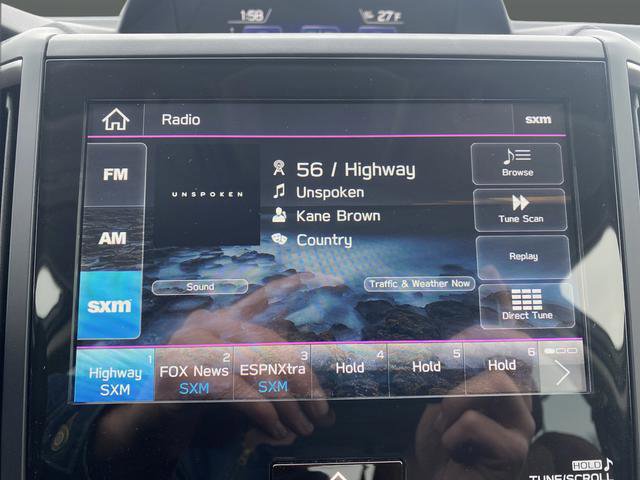 1:58 27°F
Radio sxm
FM
AM
sxm
UNSPOKEN
56 / Highway
Unspoken
Kane Brown
Country
Sound
Traffic & Weather Now
Browse
Tune Scan
Replay
Direct Tune
1
Highway
SXM
2
FOX News
SXM
3
ESPNXtra
SXM
4
Hold
5
Hold
6
Hold
HOLD
TUNE/SCROLL